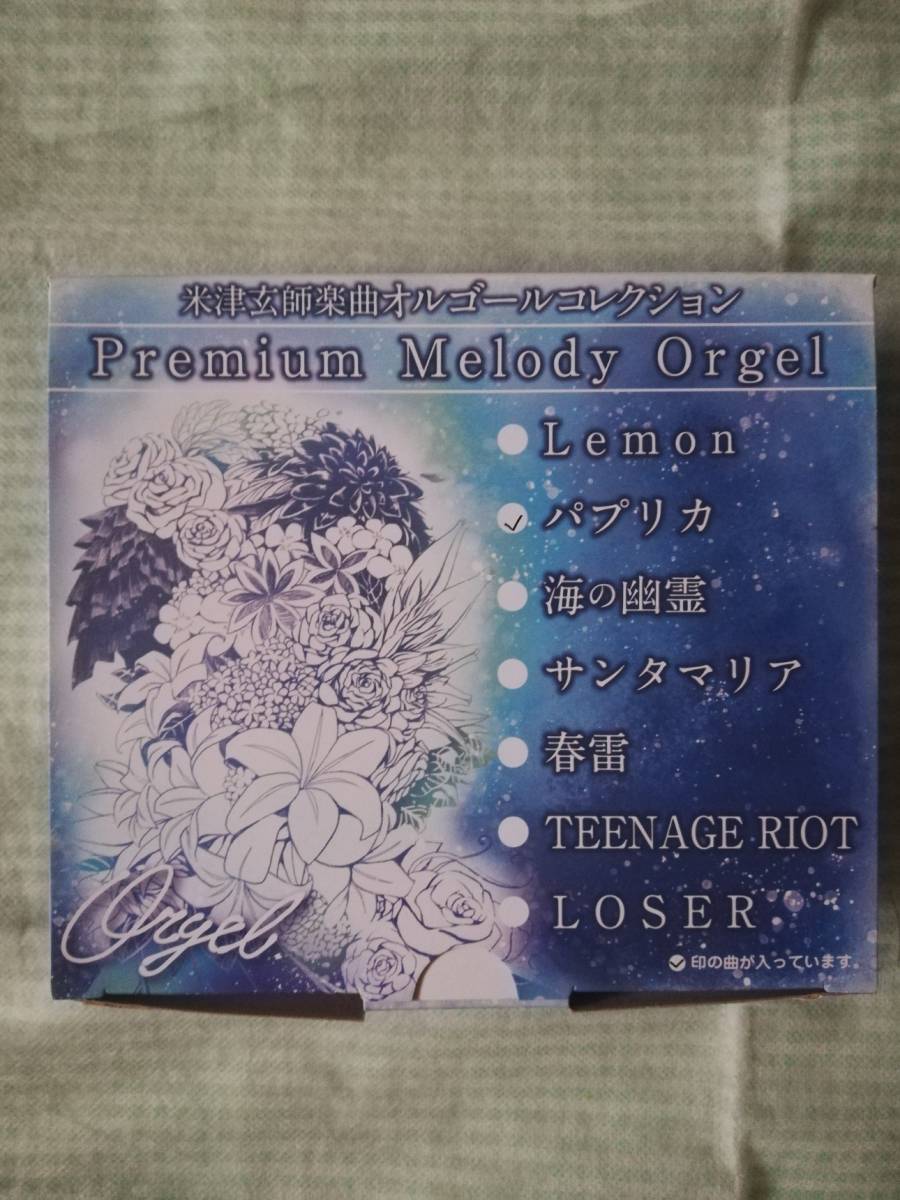 米津玄師楽曲オルゴールコレクション
Premium Melody Orgel
Lemon
パプリカ
海の幽霊
サンタマリア
春雷
TEENAGE RIOT
LOSER
Orgel
印の曲が入っています。